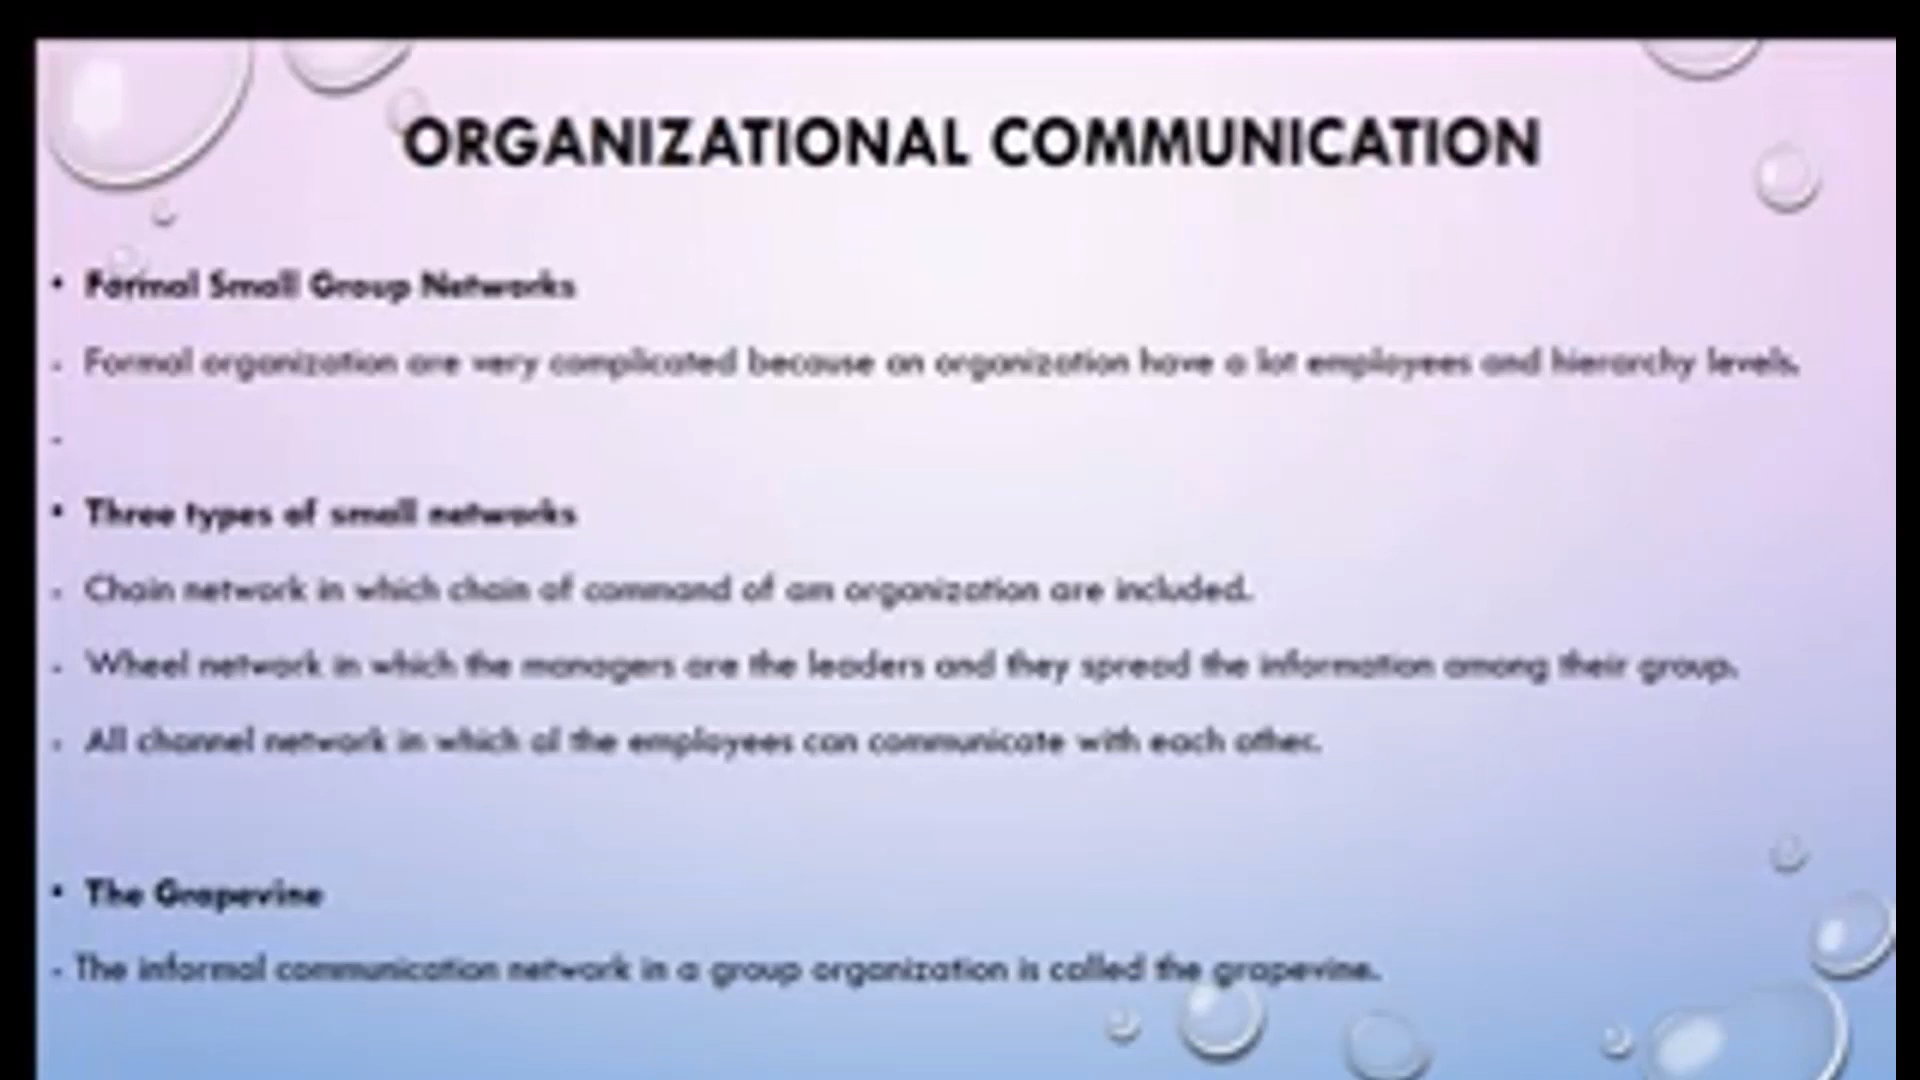 ORGANIZATIONAL COMMUNICATION
• Formal Small Group Networks
- Formal organization are very complicated because an organization have a lot employees and hierarchy levels.
-
• Three types of small networks
- Chain network in which chain of command of am organization are included.
- Wheel network in which the managers are the leaders and they spread the information among their group.
- All channel network in which al the employees can communicate with each other.
• The Grapevine
- The informal communication network in a group organization is called the grapevine.